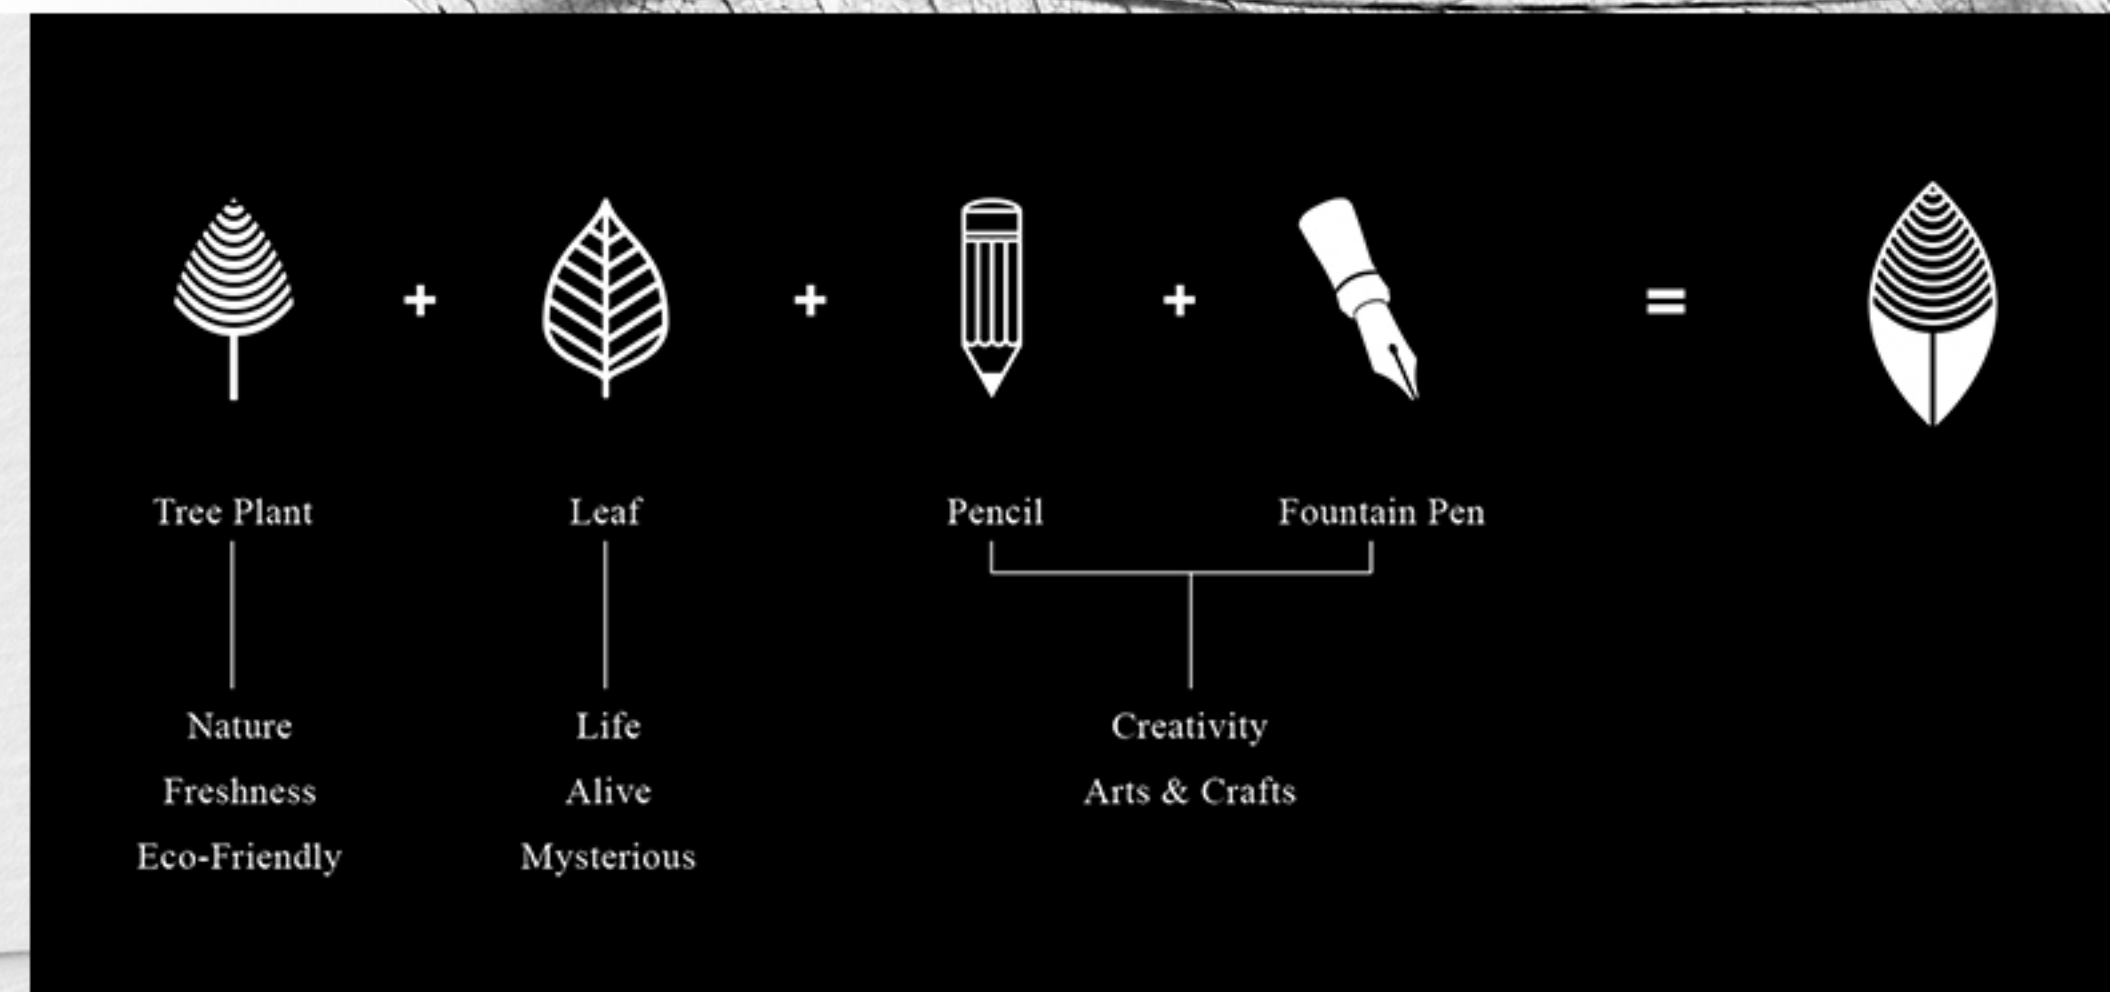 + + + =
Tree Plant
Leaf
Pencil
Fountain Pen
Nature
Freshness
Eco-Friendly
Life
Alive
Mysterious
Creativity
Arts & Crafts